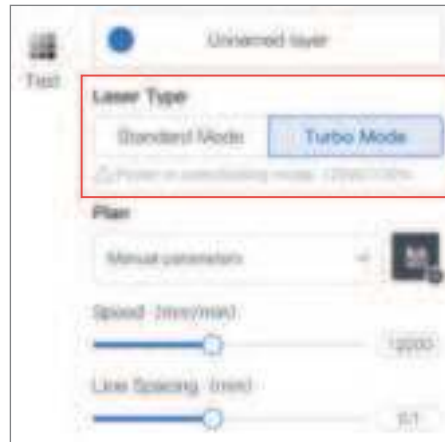 Unnamed layer
Test
Laser Type
Standard Mode
Turbo Mode
Plan
Manual parameters
Speed (mm/min)
12000
Line Spacing (mm)
0.1